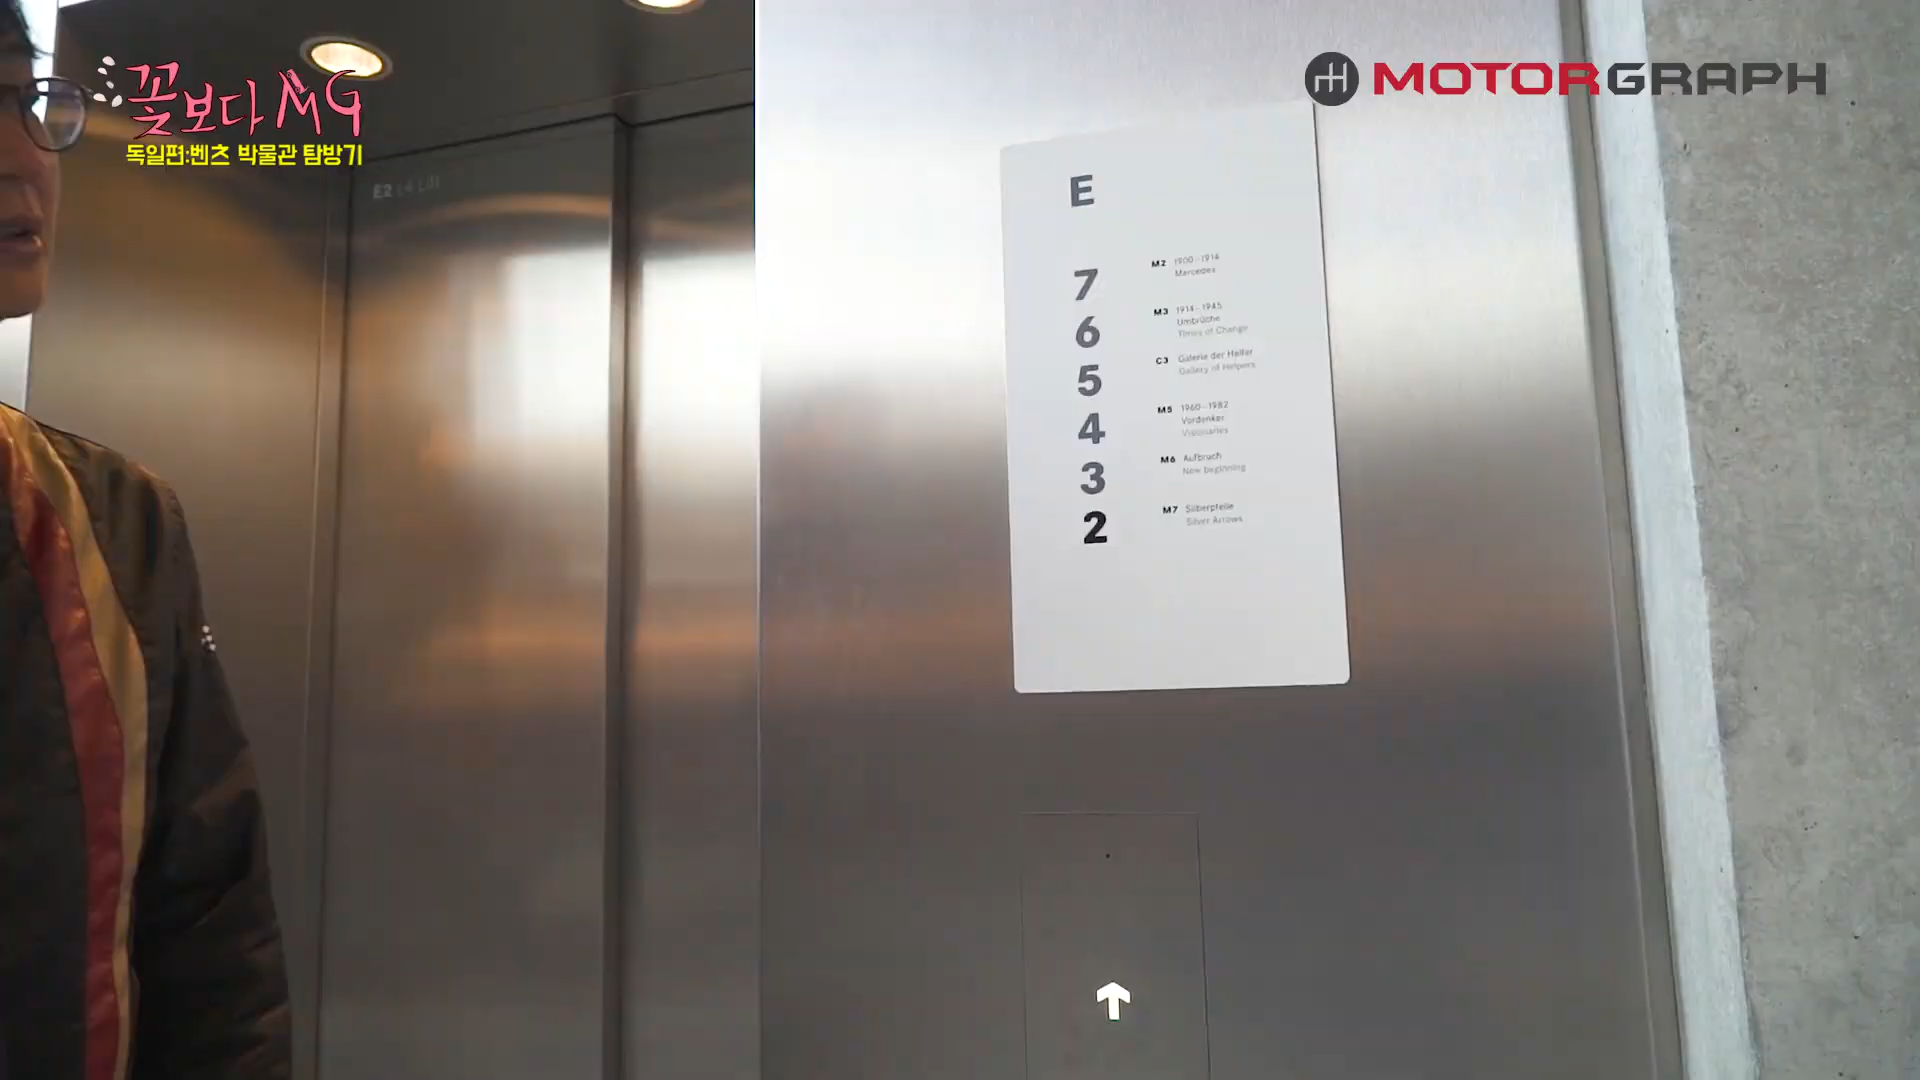 꽃보다 MG
독일편:벤츠 박물관 탐방기
MOTORGRAPH
E2
E
7
M2 1900 - 1914
Mercedes
6
M3 1914 - 1945
Umbrüche
Times of Change
5
C3 Galerie der Helfer
Gallery of Helpers
4
M5 1960 - 1982
Vordenker
Visionaries
3
M6 Aufbruch
New beginning
2
M7 Silberpfeile
Silver Arrows